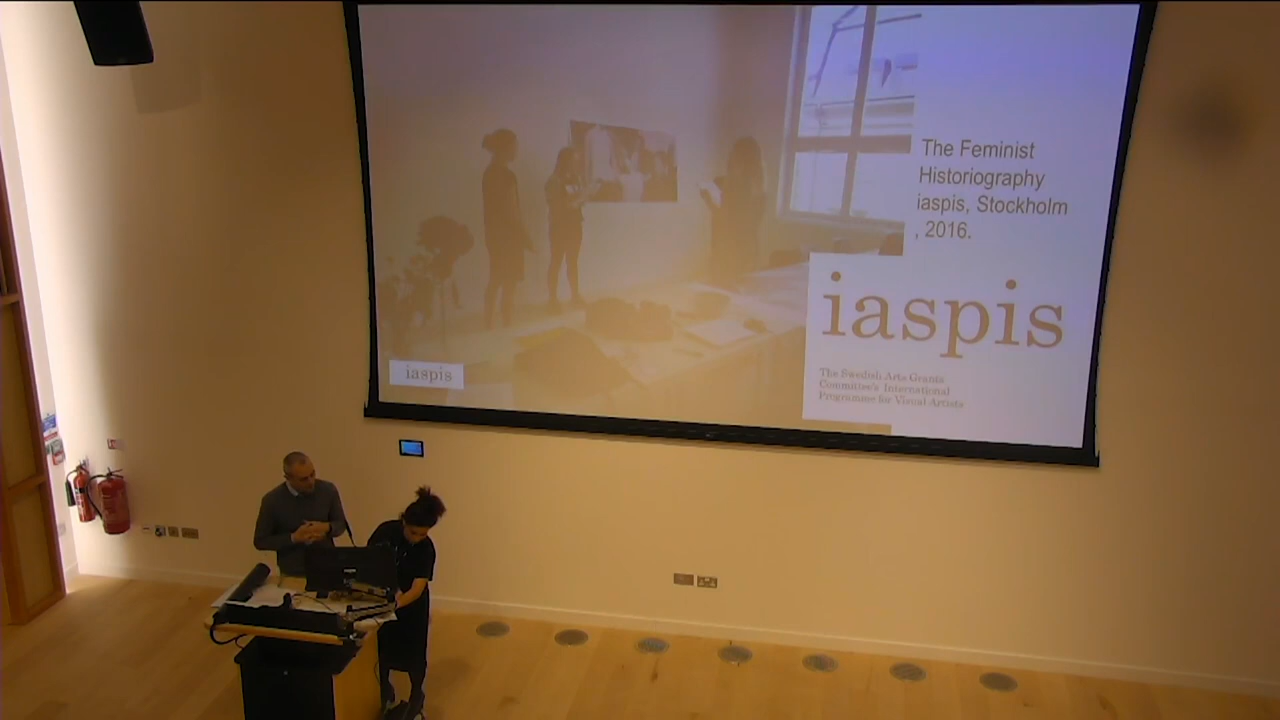 The Feminist
Historiography
iaspis, Stockholm
, 2016.
iaspis
The Swedish Arts Grants
Committee's International
Programme for Visual Artists
iaspis